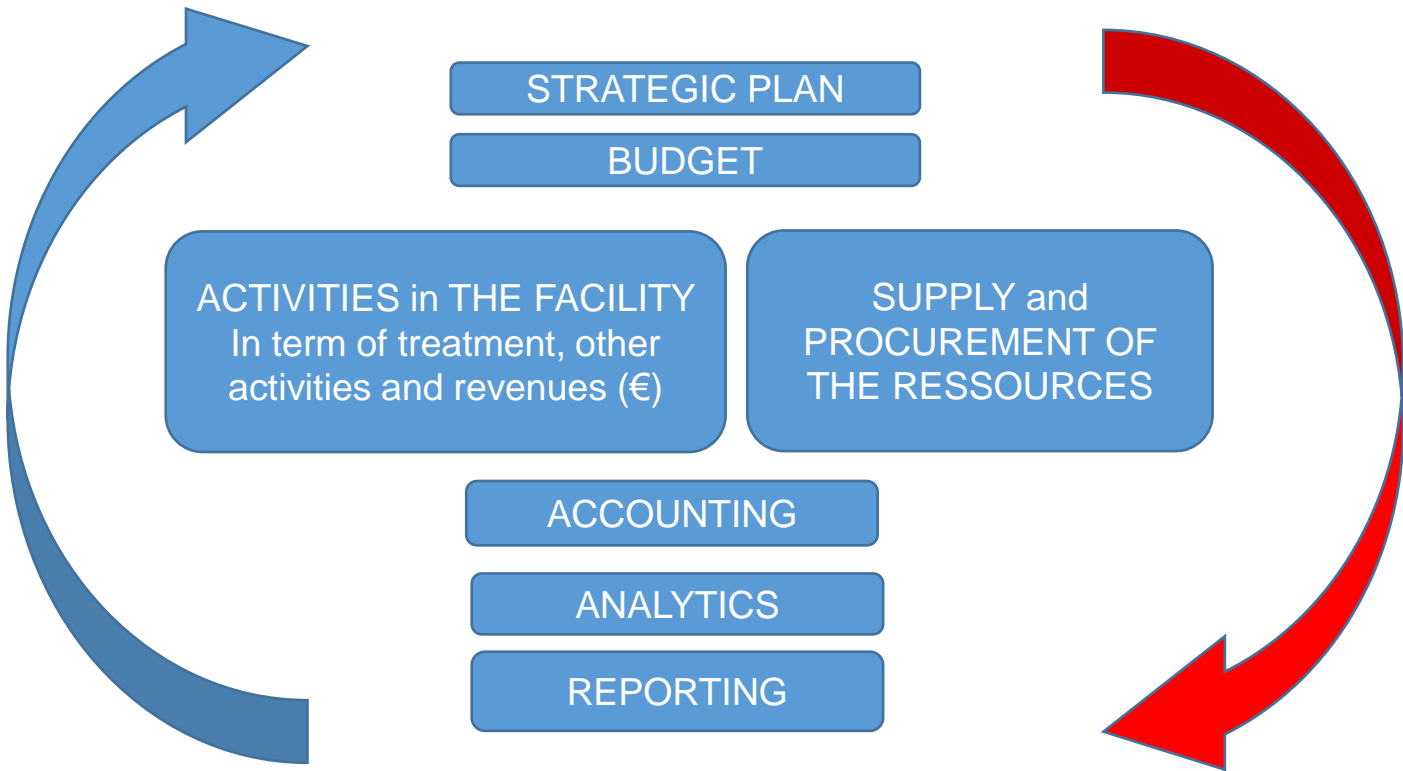 STRATEGIC PLAN
BUDGET
ACTIVITIES in THE FACILITY
In term of treatment, other
activities and revenues (€)
SUPPLY and
PROCUREMENT OF
THE RESSOURCES
ACCOUNTING
ANALYTICS
REPORTING